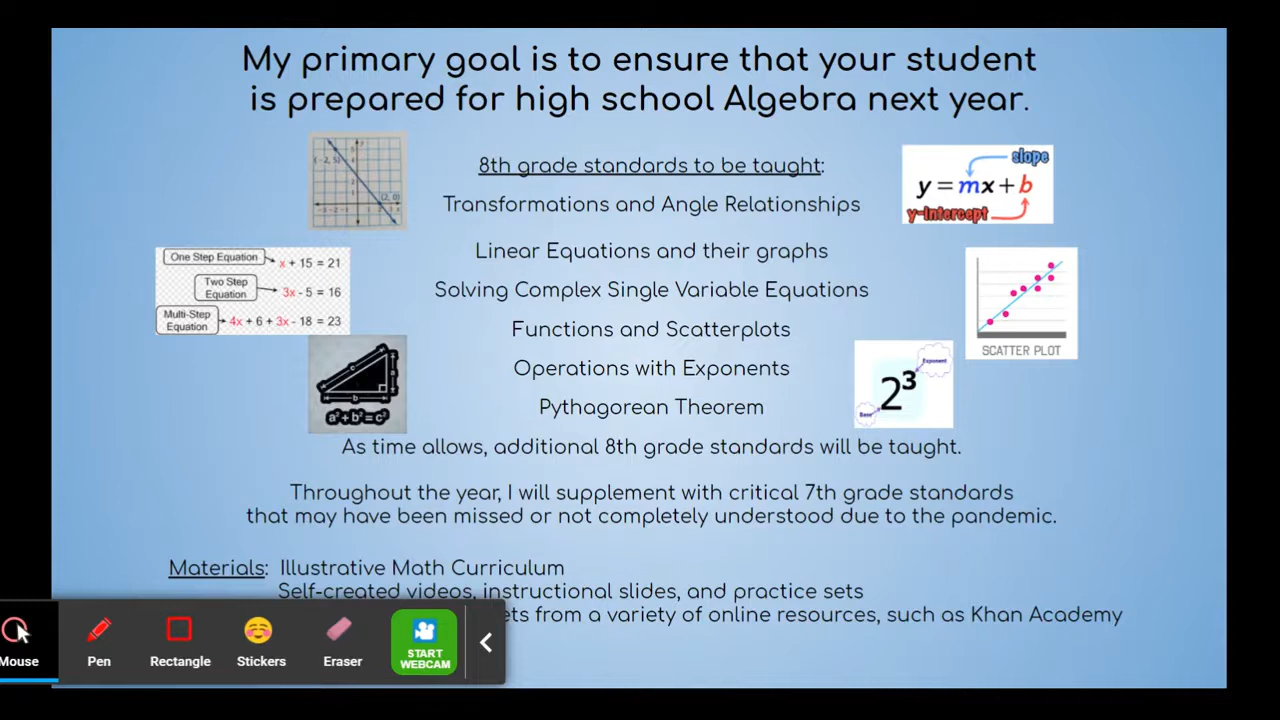 My primary goal is to ensure that your student
is prepared for high school Algebra next year.
8th grade standards to be taught:
Transformations and Angle Relationships
Linear Equations and their graphs
Solving Complex Single Variable Equations
Functions and Scatterplots
Operations with Exponents
Pythagorean Theorem
As time allows, additional 8th grade standards will be taught.
(-2, 5)
(2, 0)
slope
y = mx + b
y-intercept
One Step Equation
x + 15 = 21
Two Step
Equation
3x - 5 = 16
Multi-Step
Equation
4x + 6 + 3x - 18 = 23
SCATTER PLOT
c
a
b
a² + b² = c²
Exponent
2³
Base
Throughout the year, I will supplement with critical 7th grade standards
that may have been missed or not completely understood due to the pandemic.
Materials: Illustrative Math Curriculum
Self-created videos, instructional slides, and practice sets
ets from a variety of online resources, such as Khan Academy
Mouse
Pen
Rectangle
Stickers
Eraser
START
WEBCAM